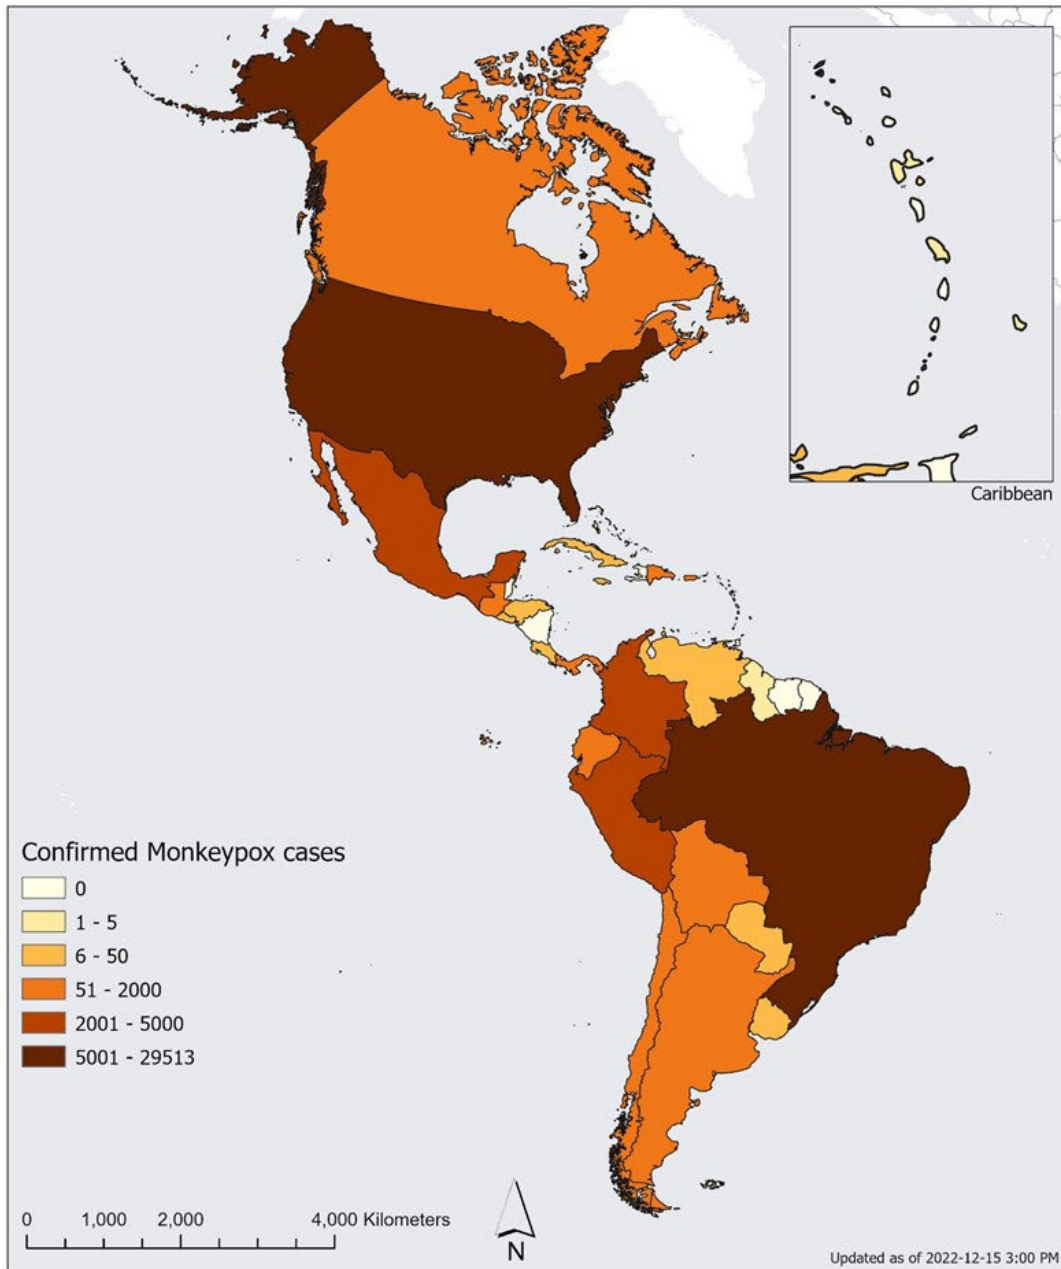 Caribbean
Confirmed Monkeypox cases
0
1 - 5
6 - 50
51 - 2000
2001 - 5000
5001 - 29513
0 1,000 2,000 4,000 Kilometers
N
Updated as of 2022-12-15 3:00 PM